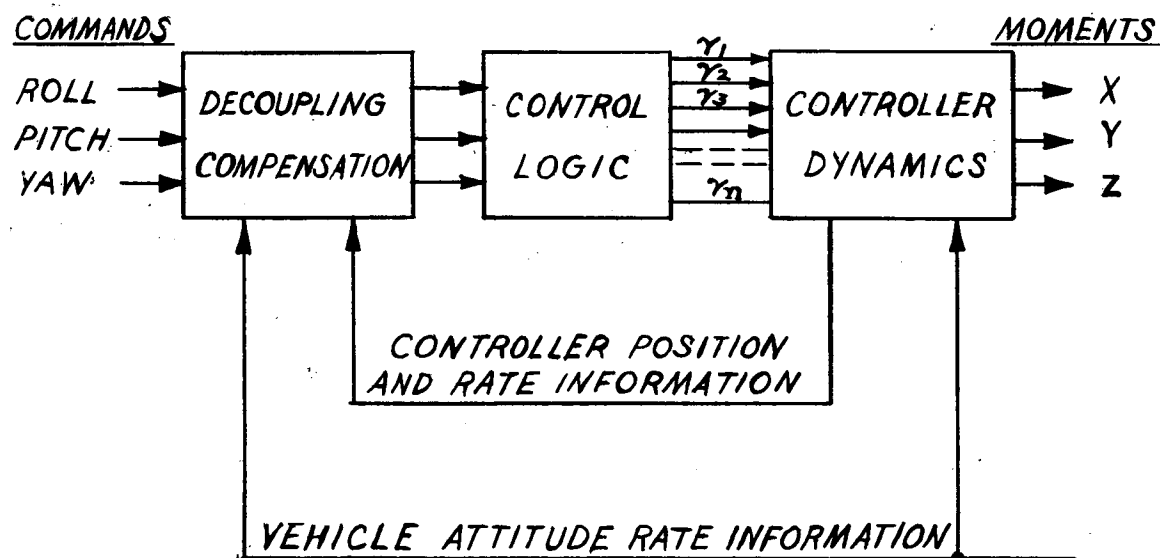 COMMANDS
MOMENTS
ROLL
PITCH
YAW
DECOUPLING
COMPENSATION
CONTROL
LOGIC
γ1
γ2
γ3
γn
CONTROLLER
DYNAMICS
X
Y
Z
CONTROLLER POSITION
AND RATE INFORMATION
VEHICLE ATTITUDE RATE INFORMATION